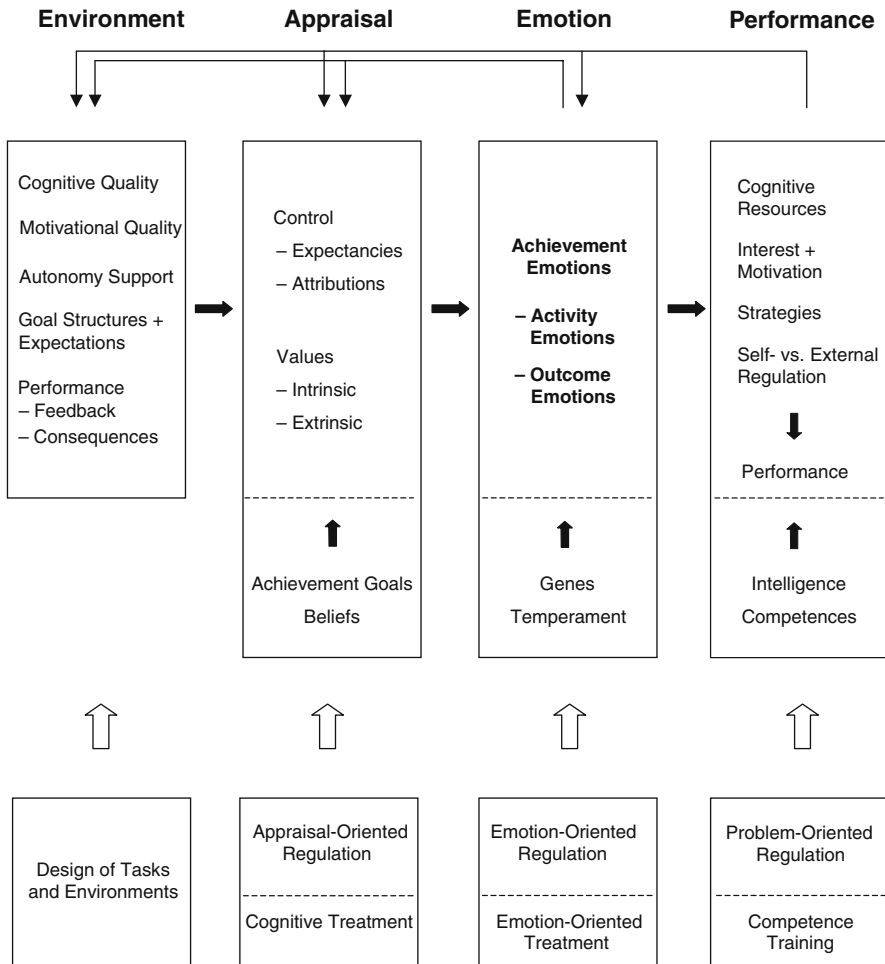 Environment
Appraisal
Emotion
Performance
Cognitive Quality
Motivational Quality
Autonomy Support
Goal Structures +
Expectations
Performance
– Feedback
– Consequences
Control
– Expectancies
– Attributions
Values
– Intrinsic
– Extrinsic
Achievement Goals
Beliefs
Achievement
Emotions
– Activity
Emotions
– Outcome
Emotions
Genes
Temperament
Cognitive
Resources
Interest +
Motivation
Strategies
Self- vs. External
Regulation
Performance
Intelligence
Competences
Design of Tasks
and Environments
Appraisal-Oriented
Regulation
Cognitive Treatment
Emotion-Oriented
Regulation
Emotion-Oriented
Treatment
Problem-Oriented
Regulation
Competence
Training